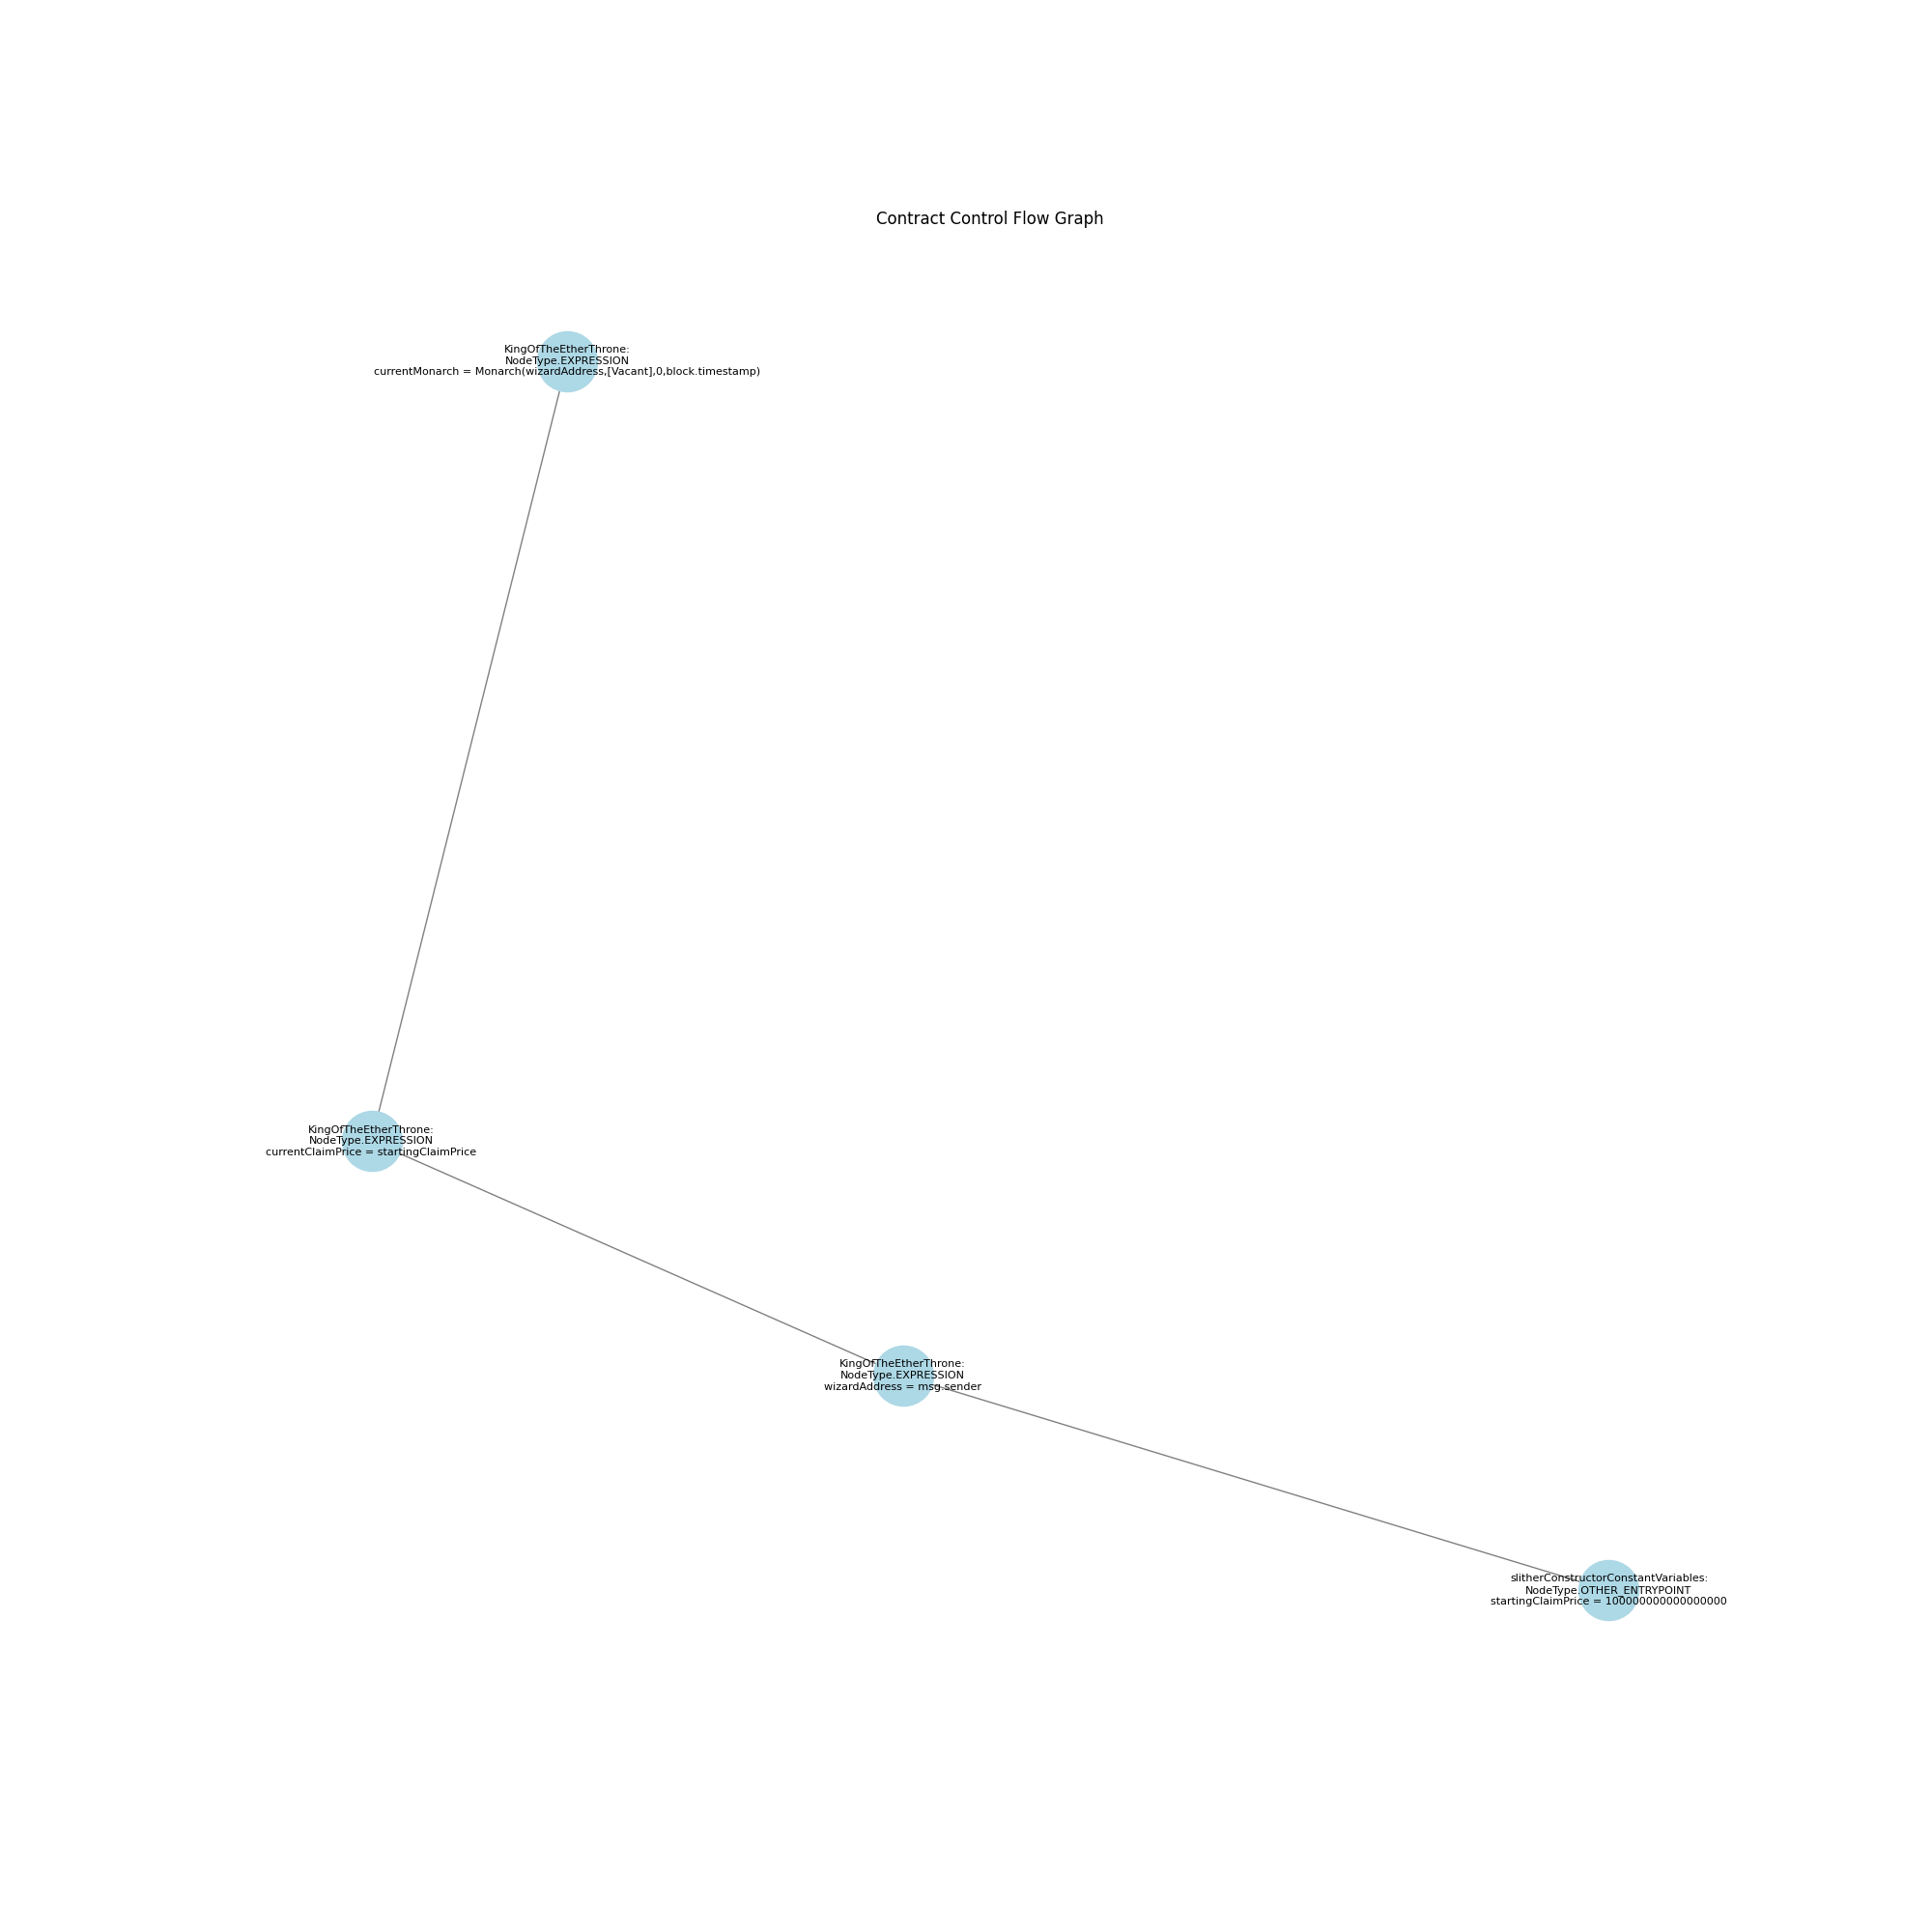 Contract Control Flow Graph
KingOfTheEtherThrone:
NodeType.EXPRESSION
currentMonarch = Monarch(wizardAddress,[Vacant],0,block.timestamp)
KingOfTheEtherThrone:
NodeType.EXPRESSION
currentClaimPrice = startingClaimPrice
KingOfTheEtherThrone:
NodeType.EXPRESSION
wizardAddress = msg.sender
slitherConstructorConstantVariables:
NodeType.OTHER_ENTRYPOINT
startingClaimPrice = 100000000000000000